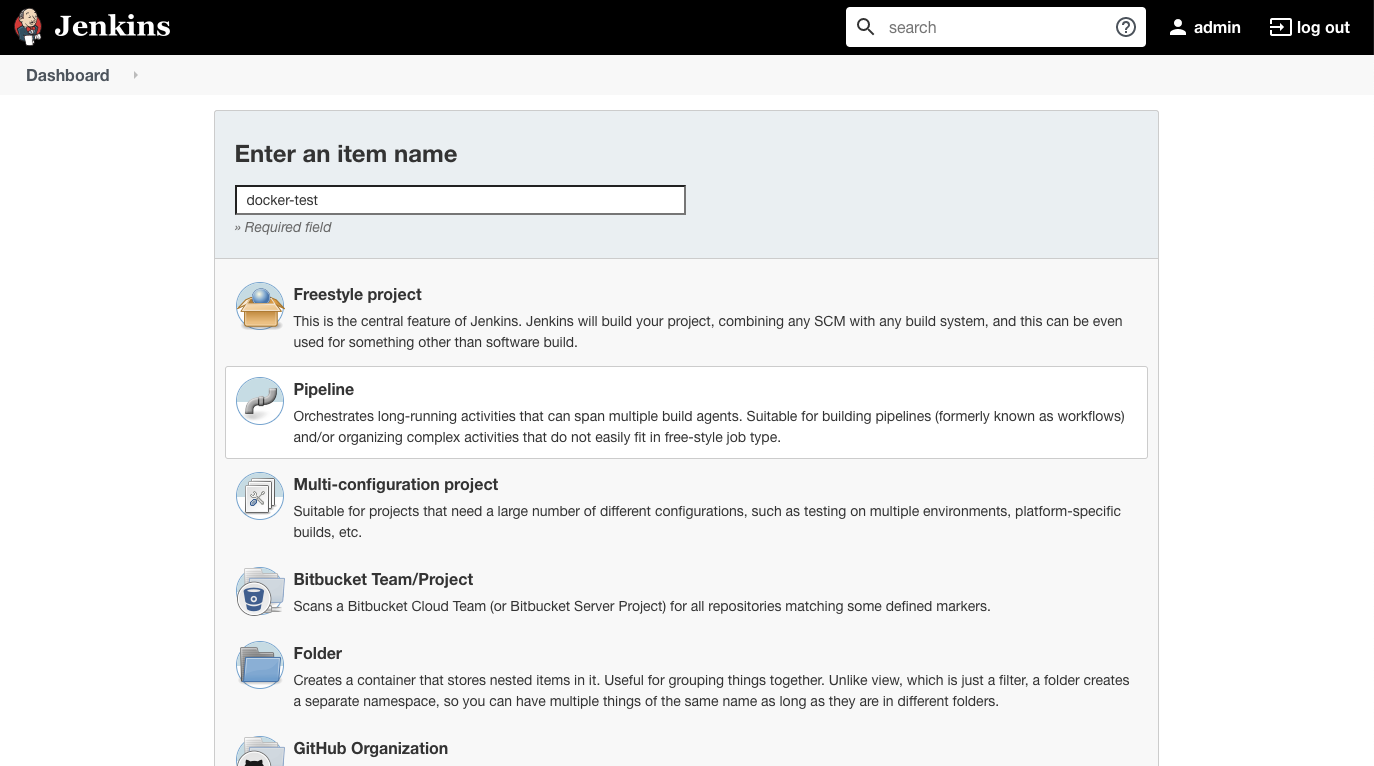 Jenkins
search
admin
log out
Dashboard
Enter an item name
docker-test
» Required field
Freestyle project
This is the central feature of Jenkins. Jenkins will build your project, combining any SCM with any build system, and this can be even
used for something other than software build.
Pipeline
Orchestrates long-running activities that can span multiple build agents. Suitable for building pipelines (formerly known as workflows)
and/or organizing complex activities that do not easily fit in free-style job type.
Multi-configuration project
Suitable for projects that need a large number of different configurations, such as testing on multiple environments, platform-specific
builds, etc.
Bitbucket Team/Project
Scans a Bitbucket Cloud Team (or Bitbucket Server Project) for all repositories matching some defined markers.
Folder
Creates a container that stores nested items in it. Useful for grouping things together. Unlike view, which is just a filter, a folder creates
a separate namespace, so you can have multiple things of the same name as long as they are in different folders.
GitHub Organization